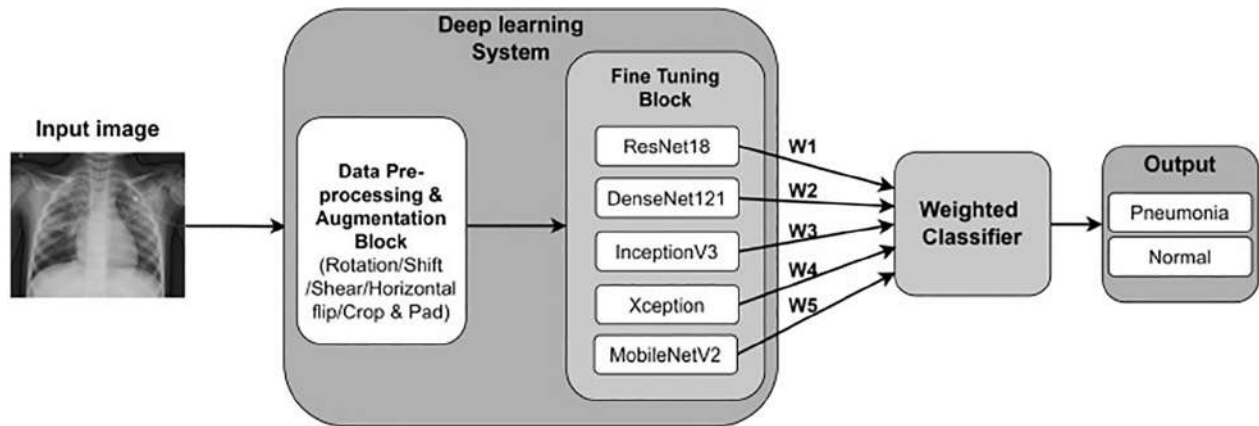 Deep learning
System
Input image
Data Pre-
processing &
Augmentation
Block
(Rotation/Shift
/Shear/Horizontal
flip/Crop & Pad)
Fine Tuning
Block
ResNet18
DenseNet121
InceptionV3
Xception
MobileNetV2
W1
W2
W3
W4
W5
Weighted
Classifier
Output
Pneumonia
Normal